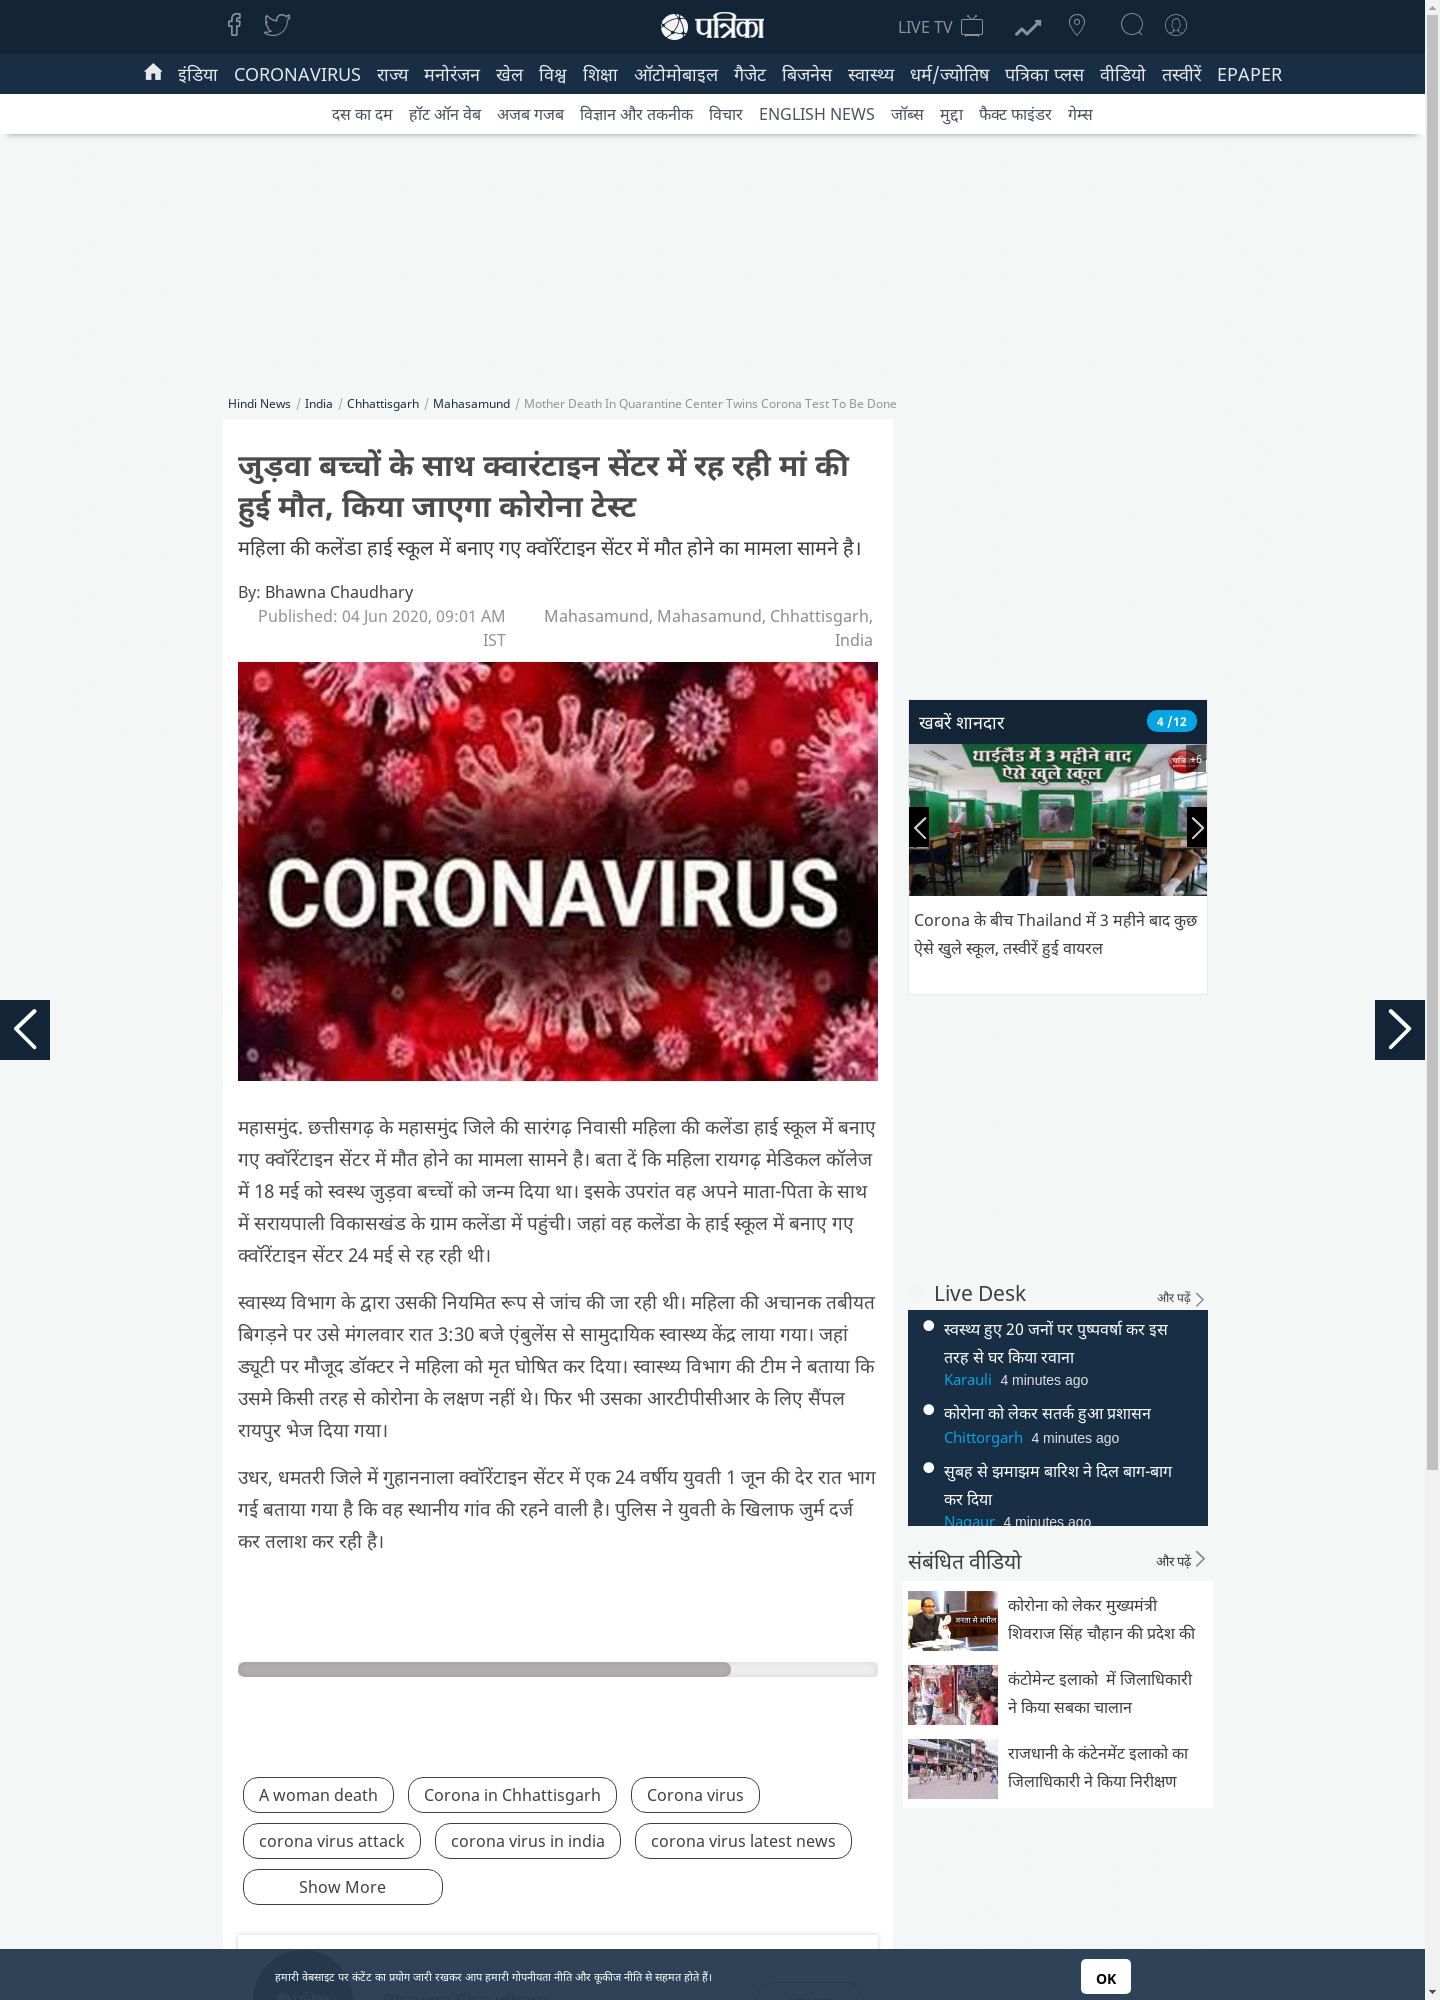 पत्रिका
LIVE TV
इंडिया CORONAVIRUS राज्य मनोरंजन खेल विश्व शिक्षा ऑटोमोबाइल गैजेट बिजनेस स्वास्थ्य धर्म/ज्योतिष पत्रिका प्लस वीडियो तस्वीरें EPAPER
दस का दम हॉट ऑन वेब अजब गजब विज्ञान और तकनीक विचार ENGLISH NEWS जॉब्स मुद्दा फैक्ट फाइंडर गेम्स
Hindi News / India / Chhattisgarh / Mahasamund / Mother Death In Quarantine Center Twins Corona Test To Be Done
जुड़वा बच्चों के साथ क्वारंटाइन सेंटर में रह रही मां की
हुई मौत, किया जाएगा कोरोना टेस्ट
महिला की कलेंडा हाई स्कूल में बनाए गए क्वॉरेंटाइन सेंटर में मौत होने का मामला सामने है।
By: Bhawna Chaudhary
Published: 04 Jun 2020, 09:01 AM
IST
Mahasamund, Mahasamund, Chhattisgarh,
India
CORONAVIRUS
महासमुंद. छत्तीसगढ़ के महासमुंद जिले की सारंगढ़ निवासी महिला की कलेंडा हाई स्कूल में बनाए
गए क्वॉरेंटाइन सेंटर में मौत होने का मामला सामने है। बता दें कि महिला रायगढ़ मेडिकल कॉलेज
में 18 मई को स्वस्थ जुड़वा बच्चों को जन्म दिया था। इसके उपरांत वह अपने माता-पिता के साथ
में सरायपाली विकासखंड के ग्राम कलेंडा में पहुंची। जहां वह कलेंडा के हाई स्कूल में बनाए गए
क्वॉरेंटाइन सेंटर 24 मई से रह रही थी।
स्वास्थ्य विभाग के द्वारा उसकी नियमित रूप से जांच की जा रही थी। महिला की अचानक तबीयत
बिगड़ने पर उसे मंगलवार रात 3:30 बजे एंबुलेंस से सामुदायिक स्वास्थ्य केंद्र लाया गया। जहां
ड्यूटी पर मौजूद डॉक्टर ने महिला को मृत घोषित कर दिया। स्वास्थ्य विभाग की टीम ने बताया कि
उसमे किसी तरह से कोरोना के लक्षण नहीं थे। फिर भी उसका आरटीपीसीआर के लिए सैंपल
रायपुर भेज दिया गया।
उधर, धमतरी जिले में गुहाननाला क्वॉरेंटाइन सेंटर में एक 24 वर्षीय युवती 1 जून की देर रात भाग
गई बताया गया है कि वह स्थानीय गांव की रहने वाली है। पुलिस ने युवती के खिलाफ जुर्म दर्ज
कर तलाश कर रही है।
A woman death
Corona in Chhattisgarh
Corona virus
corona virus attack
corona virus in india
corona virus latest news
Show More
खबरें शानदार
4 /12
थाईलैंड में 3 महीने बाद
ऐसे खुले स्कूल
+6
Corona के बीच Thailand में 3 महीने बाद कुछ
ऐसे खुले स्कूल, तस्वीरें हुई वायरल
Live Desk
और पढ़ें
स्वस्थ्य हुए 20 जनों पर पुष्पवर्षा कर इस
तरह से घर किया रवाना
Karauli 4 minutes ago
कोरोना को लेकर सतर्क हुआ प्रशासन
Chittorgarh 4 minutes ago
सुबह से झमाझम बारिश ने दिल बाग-बाग
कर दिया
Nagaur 4 minutes ago
संबंधित वीडियो
और पढ़ें
जनता से अपील
कोरोना को लेकर मुख्यमंत्री
शिवराज सिंह चौहान की प्रदेश की
कंटोमेन्ट इलाको में जिलाधिकारी
ने किया सबका चालान
राजधानी के कंटेनमेंट इलाको का
जिलाधिकारी ने किया निरीक्षण
हमारी वेबसाइट पर कंटेंट का प्रयोग जारी रखकर आप हमारी गोपनीयता नीति और कूकीज नीति से सहमत होते हैं।
OK